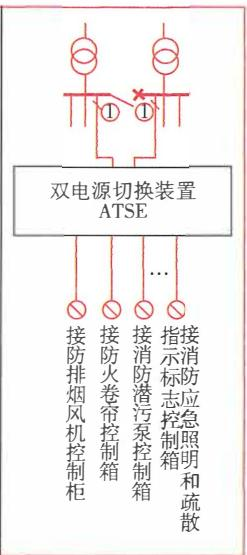 ① ①
双电源切换装置
ATSE
…
接防排烟风机控制柜
接防火卷帘控制箱
接消防潜污泵控制箱
接消防应急照明和疏散
指示标志控制箱